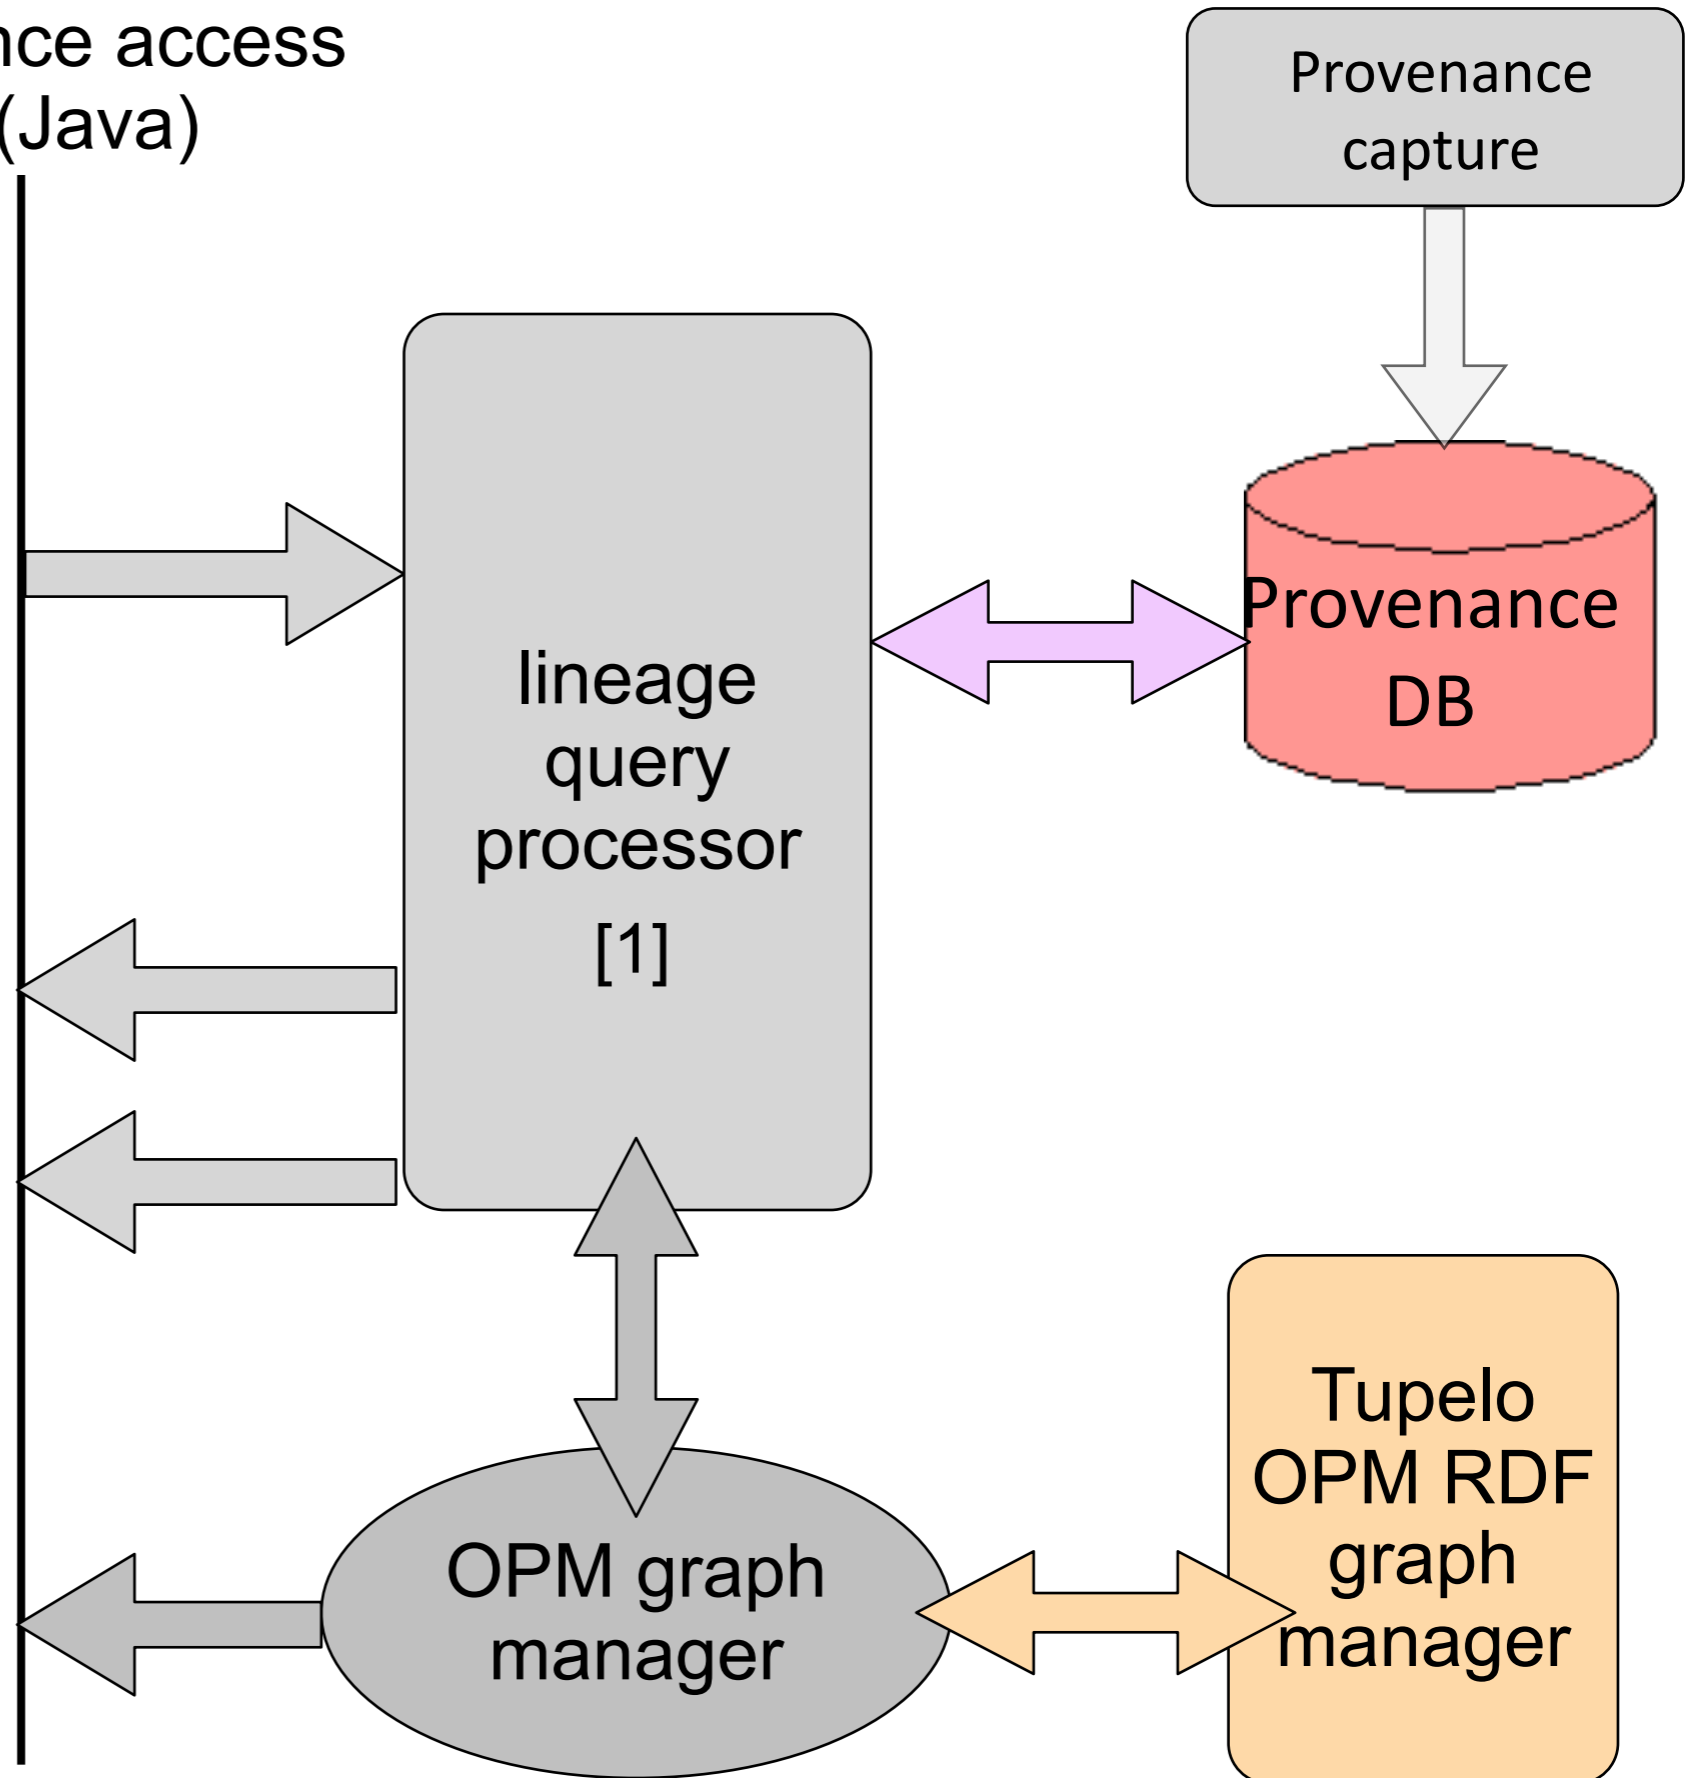 nce access
(Java)
Provenance
capture
lineage
query
processor
[1]
Provenance
DB
Tupelo
OPM RDF
graph
manager
OPM graph
manager